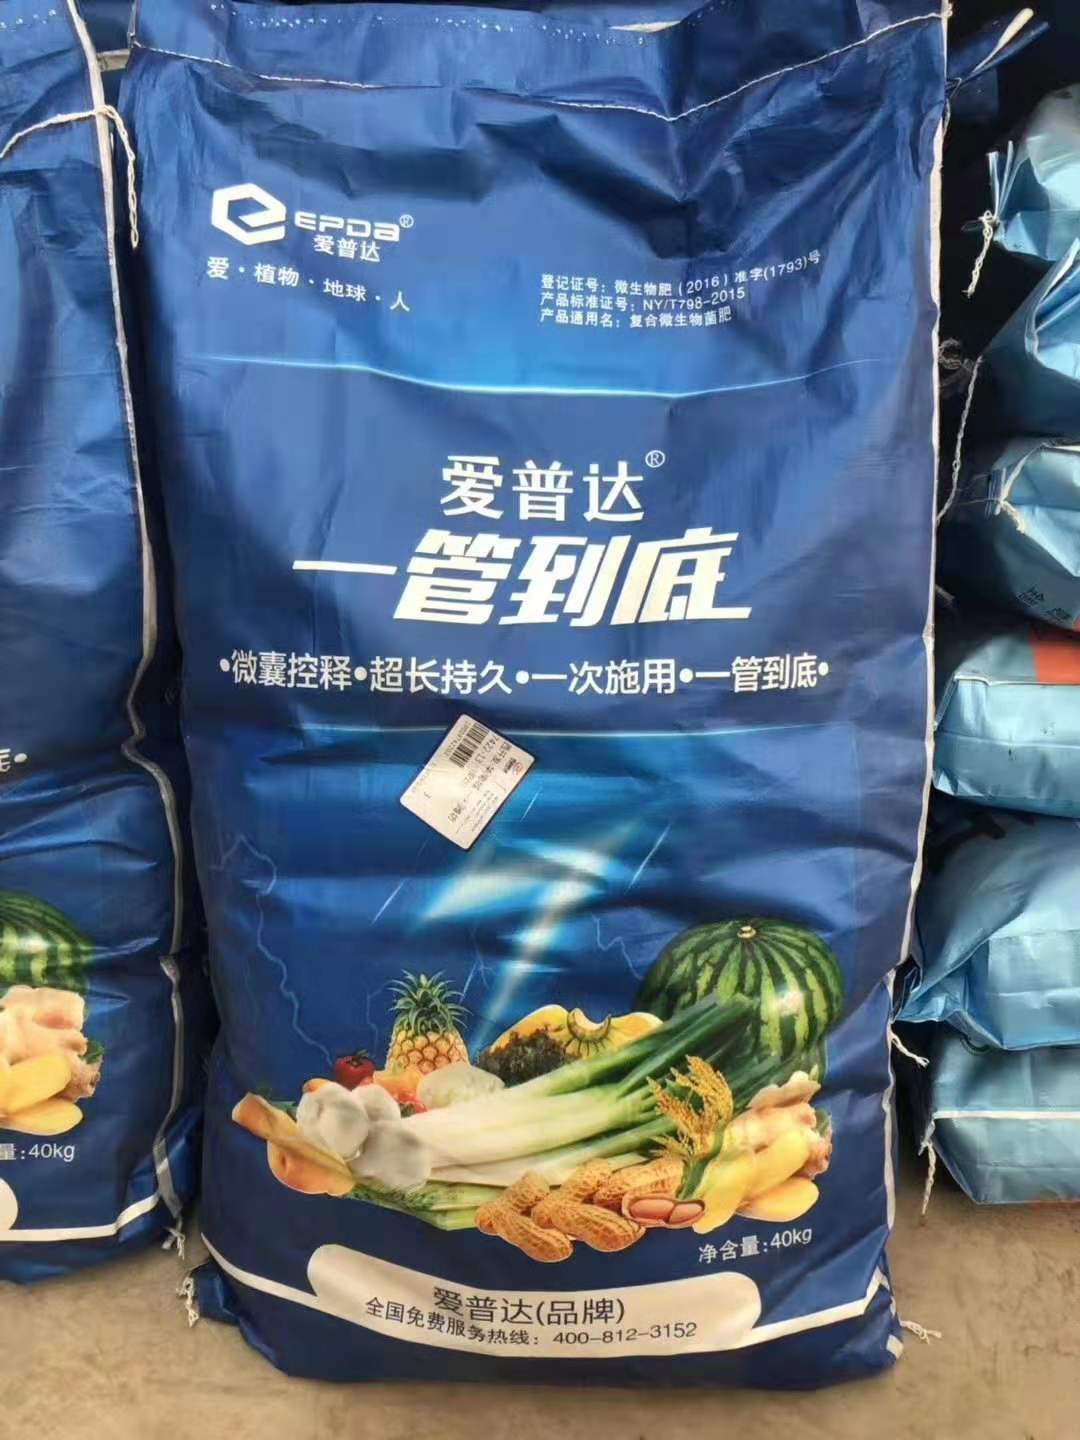 EPDA®
爱普达
爱·植物·地球·人
登记证号：微生物肥（2016）准字(1793)号
产品标准证号：NY/T798-2015
产品通用名：复合微生物菌肥
爱普达®
一管到底
•微囊控释•超长持久•一次施用•一管到底•
净含量:40kg
爱普达(品牌)
全国免费服务热线：400-812-3152
量:40kg